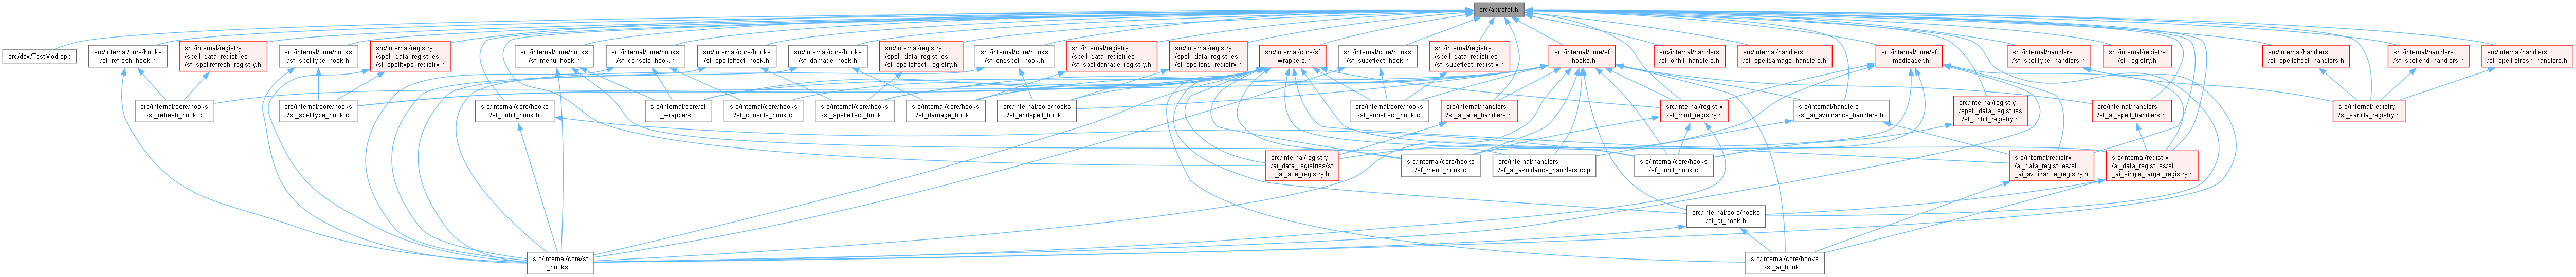 src/api/sfsf.h
src/dev/TestMod.cpp
src/internal/core/hooks
/sf_refresh_hook.h
src/internal/registry
/spell_data_registries
/sf_spellrefresh_registry.h
src/internal/core/hooks
/sf_spelltype_hook.h
src/internal/registry
/spell_data_registries
/sf_spelltype_registry.h
src/internal/core/hooks
/sf_menu_hook.h
src/internal/core/hooks
/sf_console_hook.h
src/internal/core/hooks
/sf_spelleffect_hook.h
src/internal/core/hooks
/sf_damage_hook.h
src/internal/registry
/spell_data_registries
/sf_spelleffect_registry.h
src/internal/core/hooks
/sf_endspell_hook.h
src/internal/registry
/spell_data_registries
/sf_spelldamage_registry.h
src/internal/registry
/spell_data_registries
/sf_spellend_registry.h
src/internal/core/sf
_wrappers.h
src/internal/core/hooks
/sf_subeffect_hook.h
src/internal/registry
/spell_data_registries
/sf_subeffect_registry.h
src/internal/core/sf
_hooks.h
src/internal/handlers
/sf_onhit_handlers.h
src/internal/handlers
/sf_spelldamage_handlers.h
src/internal/core/sf
_modloader.h
src/internal/handlers
/sf_spelltype_handlers.h
src/internal/registry
/sf_registry.h
src/internal/handlers
/sf_spelleffect_handlers.h
src/internal/handlers
/sf_spellend_handlers.h
src/internal/handlers
/sf_spellrefresh_handlers.h
src/internal/core/hooks
/sf_refresh_hook.c
src/internal/core/hooks
/sf_spelltype_hook.c
src/internal/core/hooks
/sf_onhit_hook.h
src/internal/core/sf
_wrappers.c
src/internal/core/hooks
/sf_console_hook.c
src/internal/core/hooks
/sf_spelleffect_hook.c
src/internal/core/hooks
/sf_damage_hook.c
src/internal/core/hooks
/sf_endspell_hook.c
src/internal/core/hooks
/sf_subeffect_hook.c
src/internal/handlers
/sf_ai_aoe_handlers.h
src/internal/registry
/sf_mod_registry.h
src/internal/handlers
/sf_ai_avoidance_handlers.h
src/internal/registry
/spell_data_registries
/sf_onhit_registry.h
src/internal/handlers
/sf_ai_spell_handlers.h
src/internal/registry
/sf_vanilla_registry.h
src/internal/registry
/ai_data_registries/sf
_ai_aoe_registry.h
src/internal/core/hooks
/sf_menu_hook.c
src/internal/handlers
/sf_ai_avoidance_handlers.cpp
src/internal/core/hooks
/sf_onhit_hook.c
src/internal/registry
/ai_data_registries/sf
_ai_avoidance_registry.h
src/internal/registry
/ai_data_registries/sf
_ai_single_target_registry.h
src/internal/core/hooks
/sf_ai_hook.h
src/internal/core/sf
_hooks.c
src/internal/core/hooks
/sf_ai_hook.c